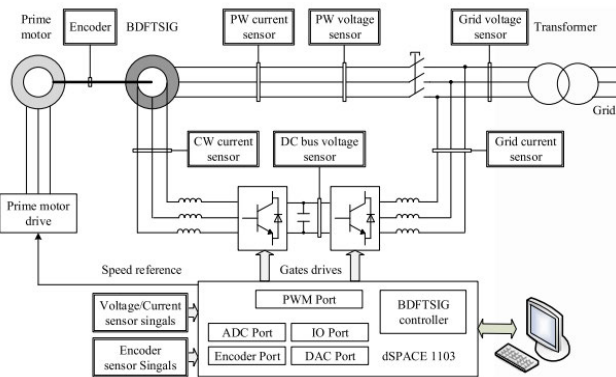 Prime
motor
Encoder
BDFTSIG
PW current
sensor
PW voltage
sensor
Grid voltage
sensor
Transformer
Grid
CW current
sensor
DC bus voltage
sensor
Grid current
sensor
Prime motor
drive
Speed reference
Gates drives
PWM Port
Voltage/Current
sensor singals
ADC Port
IO Port
BDFTSIG
controller
Encoder
sensor Singals
Encoder Port
DAC Port
dSPACE 1103